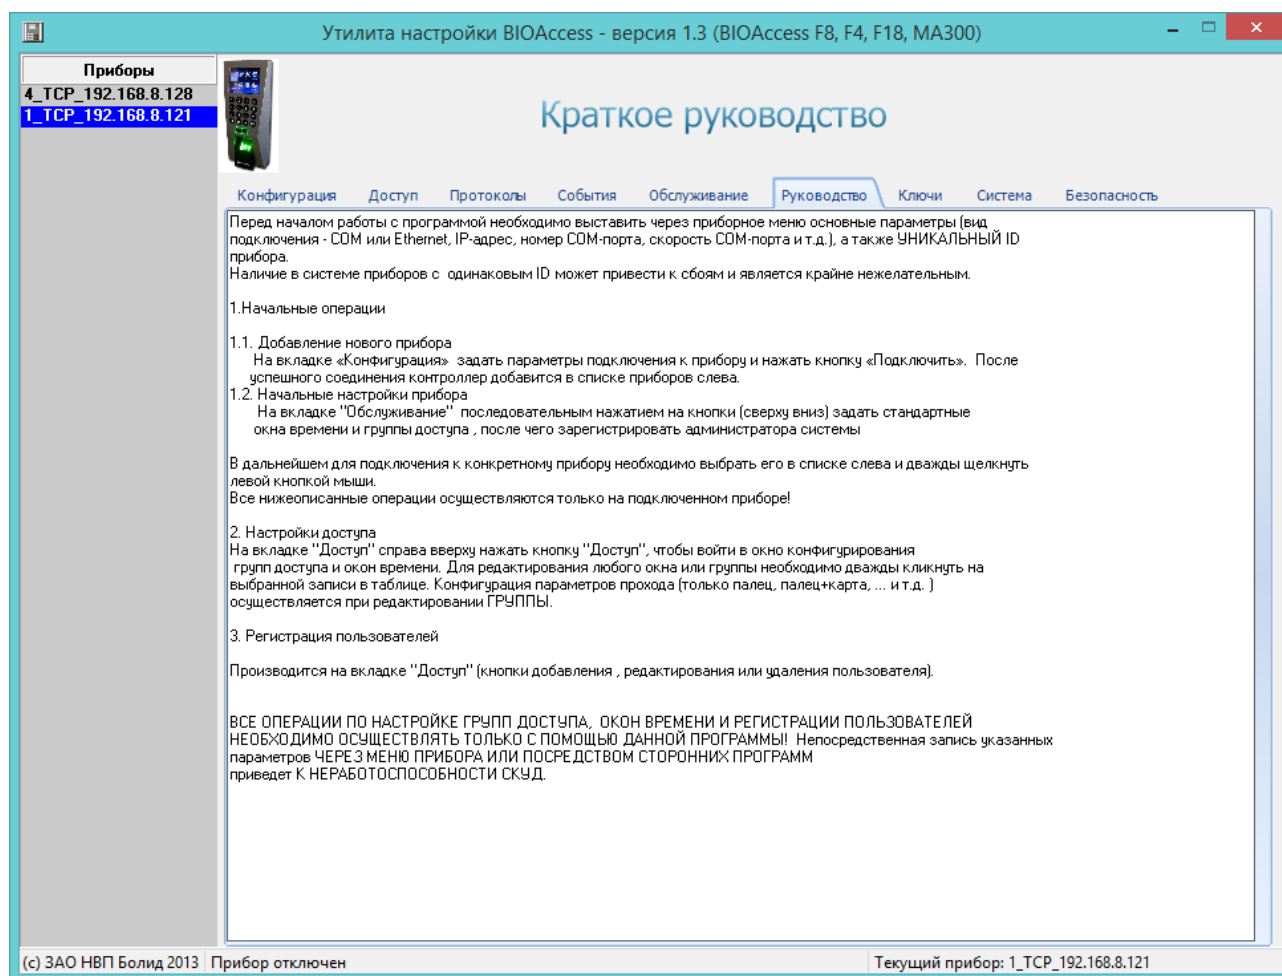 Утилита настройки BIOAccess - версия 1.3 (BIOAccess F8, F4, F18, MA300)
Приборы
4_TCP_192.168.8.128
1_TCP_192.168.8.121
Краткое руководство
Конфигурация Доступ Протоколы События Обслуживание Руководство Ключи Система Безопасность
Перед началом работы с программой необходимо выставить через приборное меню основные параметры (вид
подключения - COM или Ethernet, IP-адрес, номер COM-порта, скорость COM-порта и т.д.), а также УНИКАЛЬНЫЙ ID
прибора.
Наличие в системе приборов с одинаковым ID может привести к сбоям и является крайне нежелательным.
1.Начальные операции
1.1. Добавление нового прибора
На вкладке «Конфигурация» задать параметры подключения к прибору и нажать кнопку «Подключить». После
успешного соединения контроллер добавится в списке приборов слева.
1.2. Начальные настройки прибора
На вкладке "Обслуживание" последовательным нажатием на кнопки (сверху вниз) задать стандартные
окна времени и группы доступа , после чего зарегистрировать администратора системы
В дальнейшем для подключения к конкретному прибору необходимо выбрать его в списке слева и дважды щелкнуть
левой кнопкой мыши.
Все нижеописанные операции осуществляются только на подключенном приборе!
2. Настройки доступа
На вкладке "Доступ" справа вверху нажать кнопку "Доступ", чтобы войти в окно конфигурирования
групп доступа и окон времени. Для редактирования любого окна или группы необходимо дважды кликнуть на
выбранной записи в таблице. Конфигурация параметров прохода (только палец, палец+карта, ... и т.д. )
осуществляется при редактировании ГРУППЫ.
3. Регистрация пользователей
Производится на вкладке "Доступ" (кнопки добавления , редактирования или удаления пользователя).
ВСЕ ОПЕРАЦИИ ПО НАСТРОЙКЕ ГРУПП ДОСТУПА, ОКОН ВРЕМЕНИ И РЕГИСТРАЦИИ ПОЛЬЗОВАТЕЛЕЙ
НЕОБХОДИМО ОСУЩЕСТВЛЯТЬ ТОЛЬКО С ПОМОЩЬЮ ДАННОЙ ПРОГРАММЫ! Непосредственная запись указанных
параметров ЧЕРЕЗ МЕНЮ ПРИБОРА ИЛИ ПОСРЕДСТВОМ СТОРОННИХ ПРОГРАММ
приведет К НЕРАБОТОСПОСОБНОСТИ СКУД.
(c) ЗАО НВП Болид 2013 Прибор отключен Текущий прибор: 1_TCP_192.168.8.121